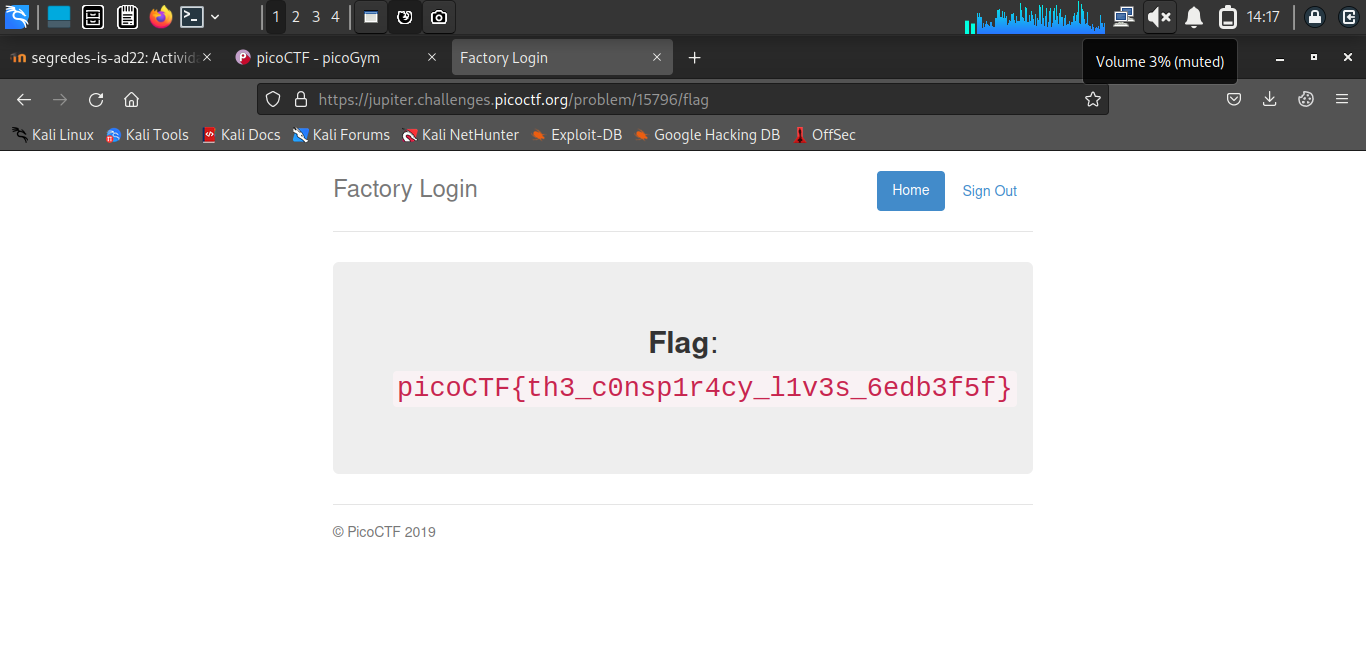 1 2 3 4 14:17
segredes-is-ad22: Activida picoCTF - picoGym Factory Login
Volume 3% (muted)
https://jupiter.challenges.picoctf.org/problem/15796/flag
Kali Linux Kali Tools Kali Docs Kali Forums Kali NetHunter Exploit-DB Google Hacking DB OffSec
Factory Login Home Sign Out
Flag:
picoCTF{th3_c0nsp1r4cy_l1v3s_6edb3f5f}
© PicoCTF 2019